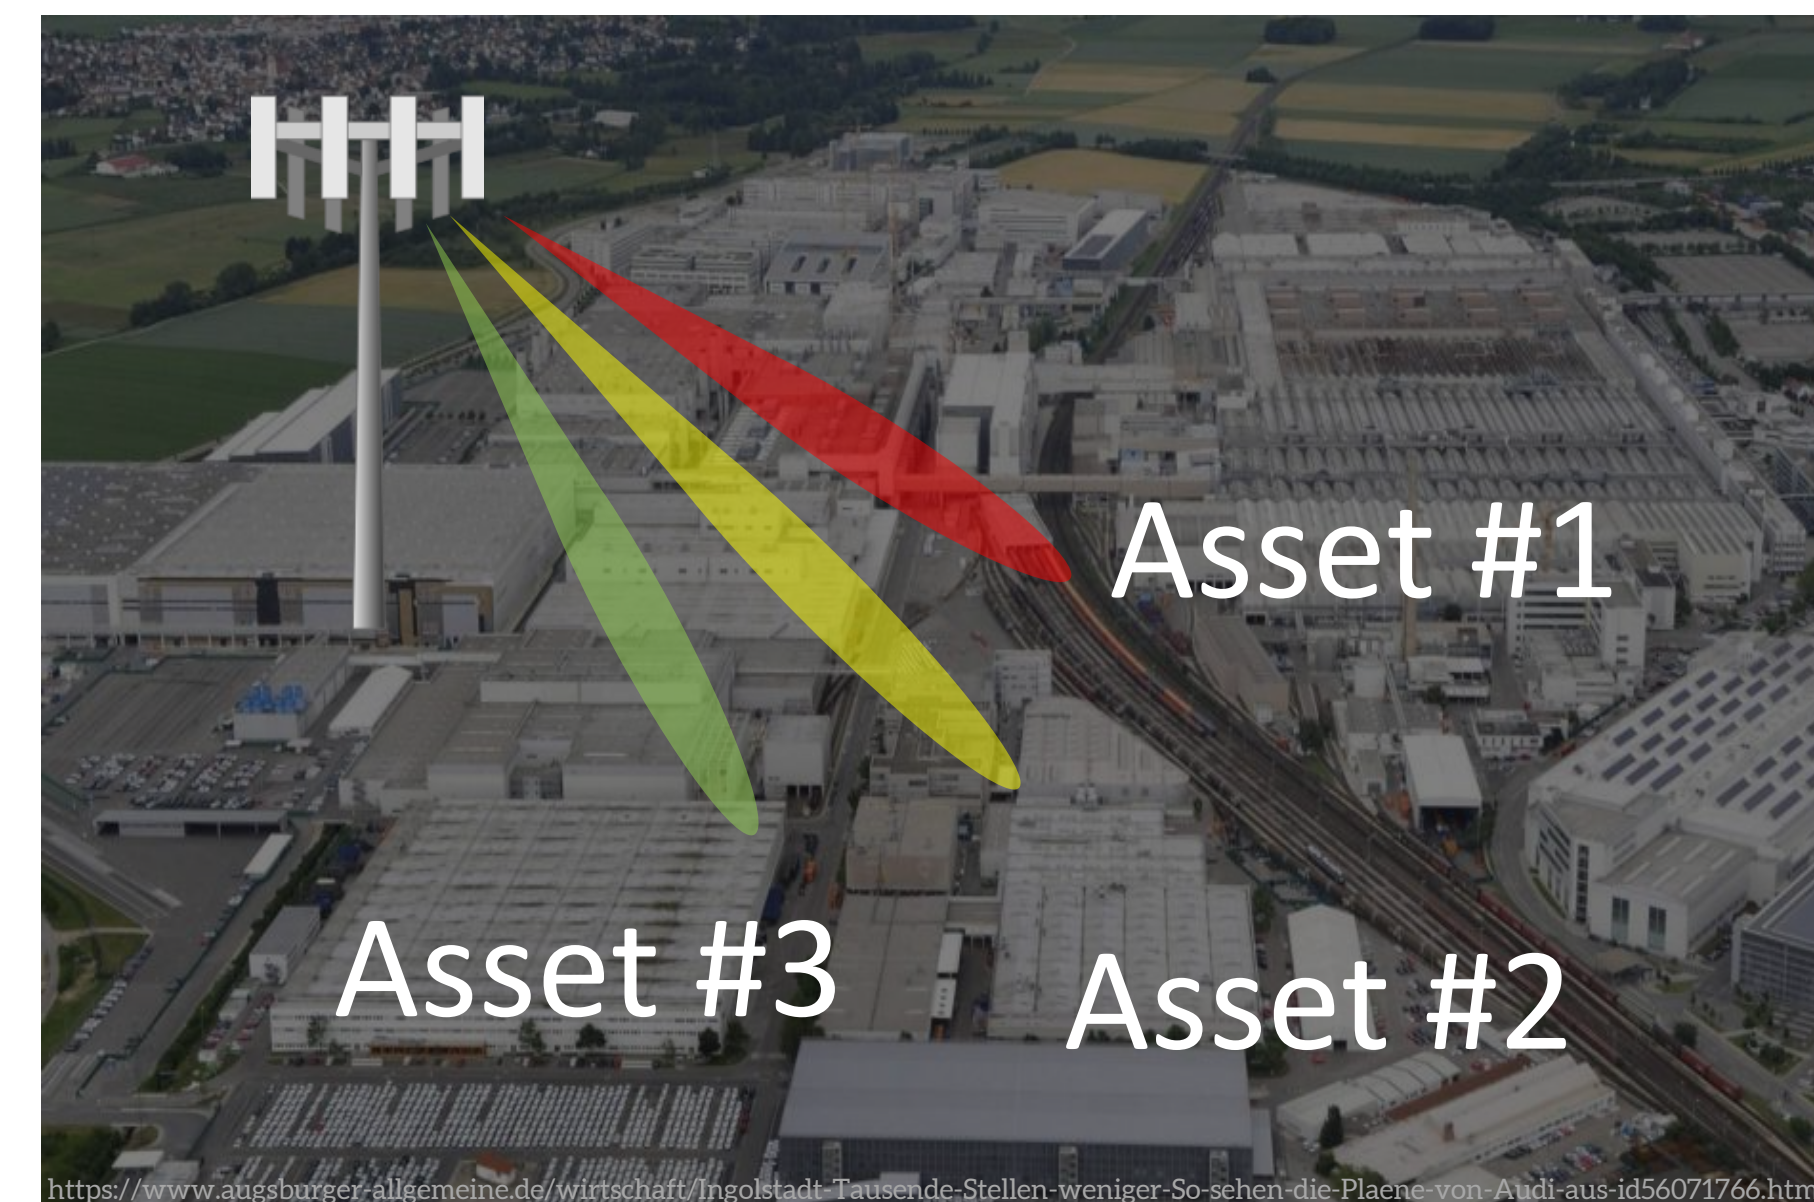 Asset #1
Asset #3
Asset #2
https://www.augsburger-allgemeine.de/wirtschaft/Ingolstadt-Tausende-Stellen-weniger-So-sehen-die-Plaene-von-Audi-aus-id56071766.htm